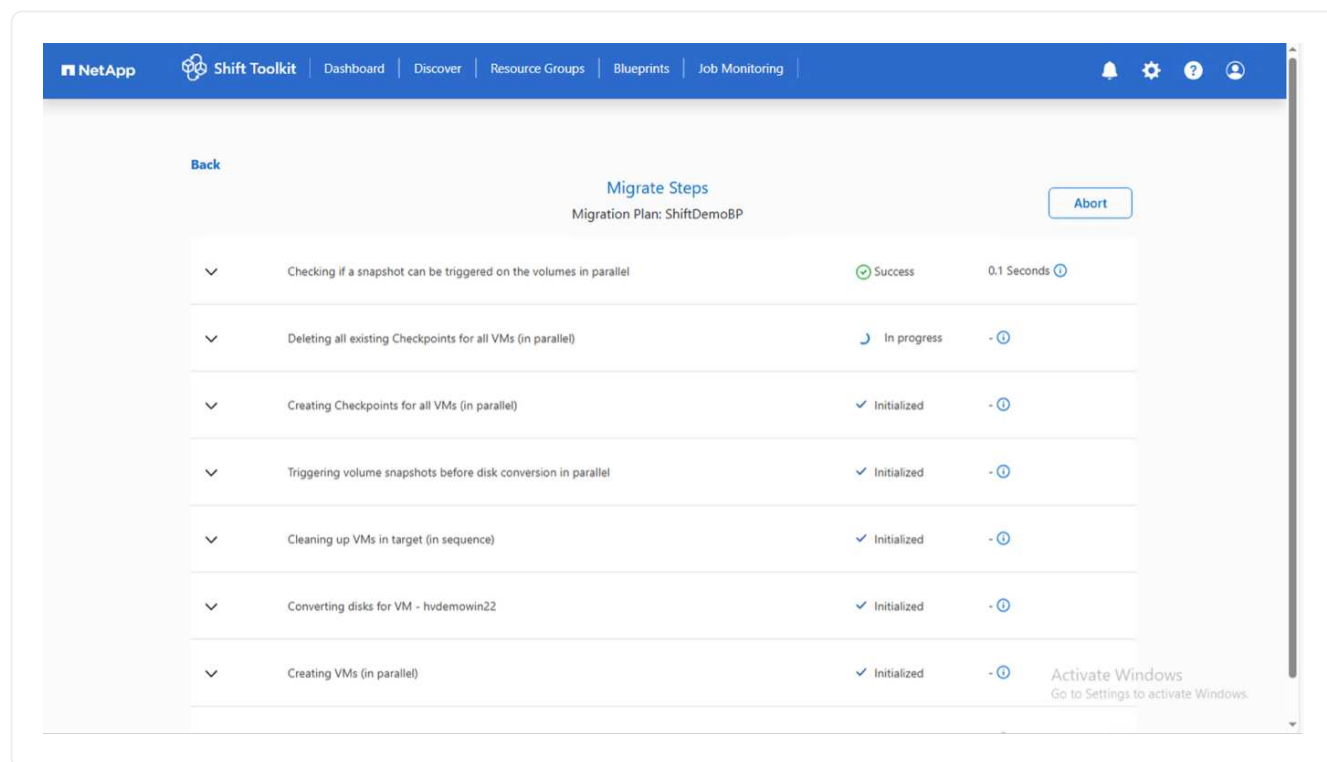 NetApp Shift Toolkit Dashboard Discover Resource Groups Blueprints Job Monitoring
Back
Migrate Steps
Migration Plan: ShiftDemoBP
Abort
Checking if a snapshot can be triggered on the volumes in parallel Success 0.1 Seconds
Deleting all existing Checkpoints for all VMs (in parallel) In progress -
Creating Checkpoints for all VMs (in parallel) Initialized -
Triggering volume snapshots before disk conversion in parallel Initialized -
Cleaning up VMs in target (in sequence) Initialized -
Converting disks for VM - hvdemowin22 Initialized -
Creating VMs (in parallel) Initialized -
Activate Windows
Go to Settings to activate Windows.